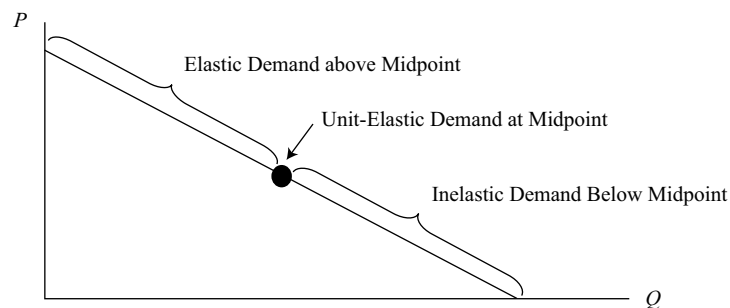 P
Elastic Demand above Midpoint
Unit-Elastic Demand at Midpoint
Inelastic Demand Below Midpoint
Q